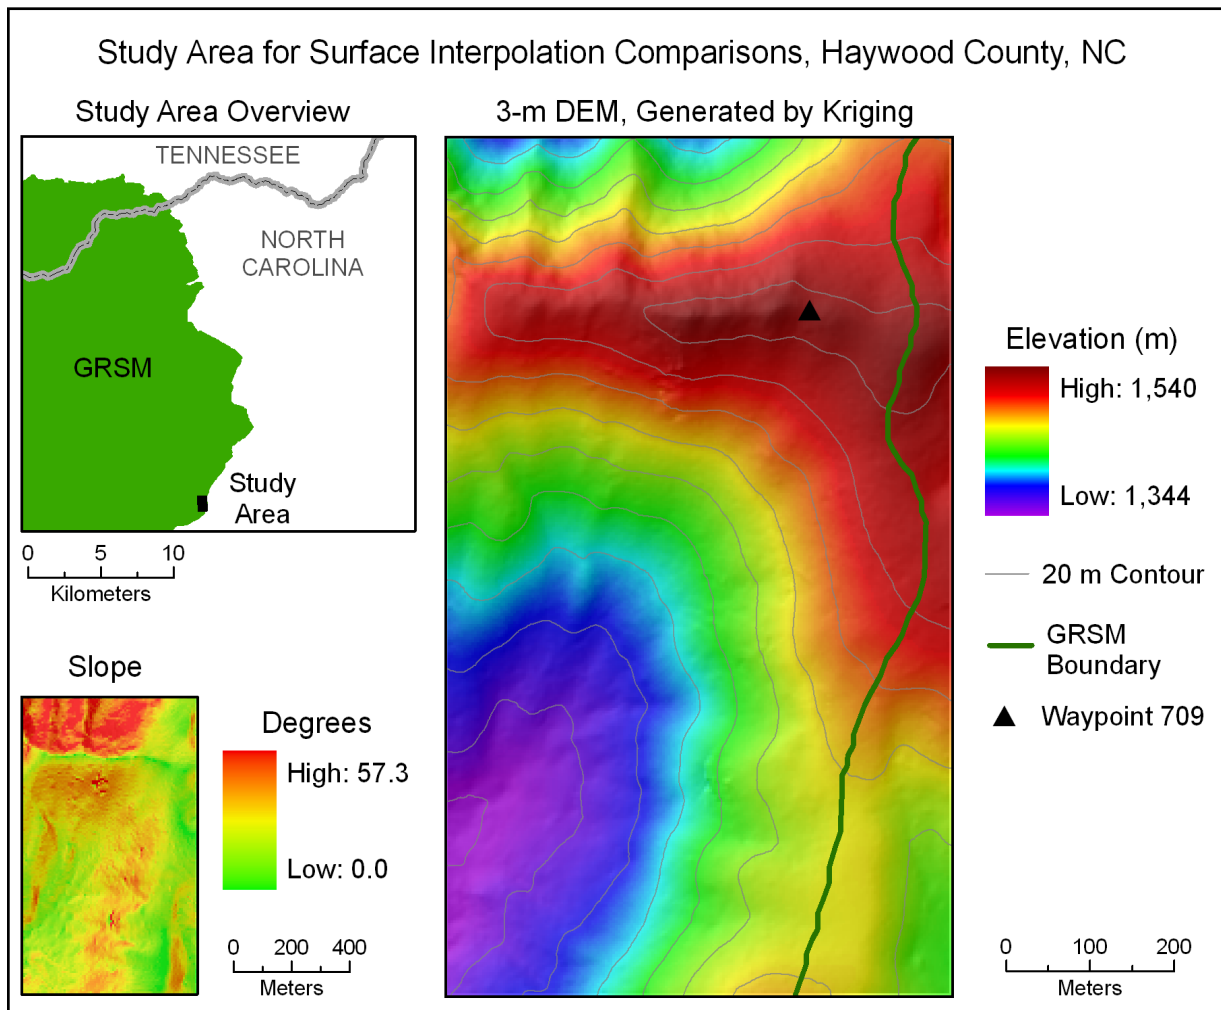 Study Area for Surface Interpolation Comparisons, Haywood County, NC
Study Area Overview
TENNESSEE
NORTH
CAROLINA
GRSM
Study
Area
0 5 10
Kilometers
Slope
Degrees
High: 57.3
Low: 0.0
0 200 400
Meters
3-m DEM, Generated by Kriging
Elevation (m)
High: 1,540
Low: 1,344
20 m Contour
GRSM
Boundary
Waypoint 709
0 100 200
Meters